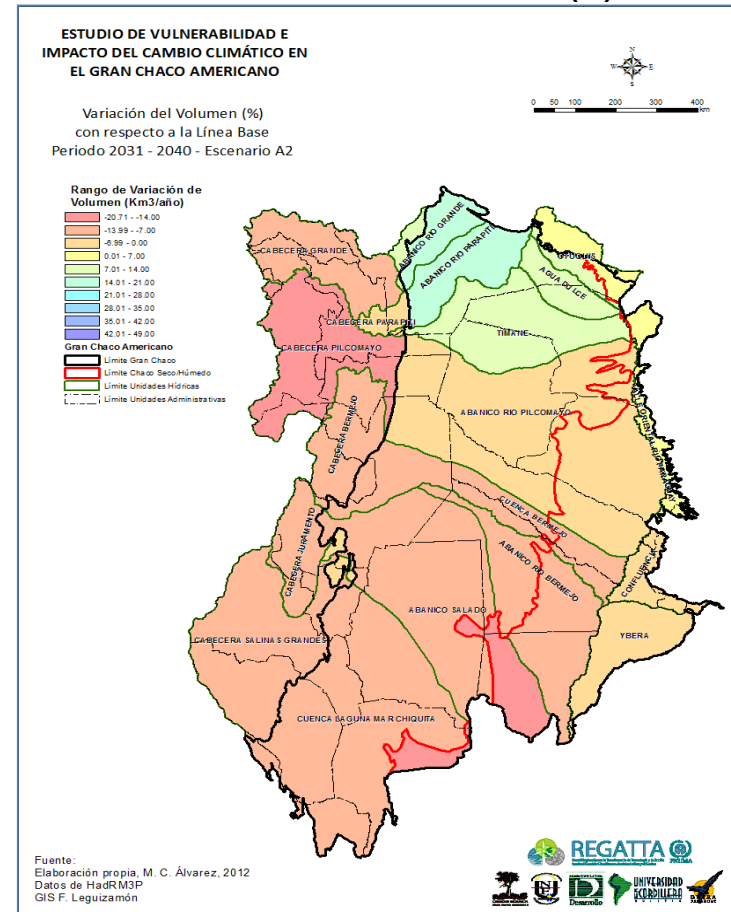 ESTUDIO DE VULNERABILIDAD E
IMPACTO DEL CAMBIO CLIMÁTICO EN
EL GRAN CHACO AMERICANO
Variación del Volumen (%)
con respecto a la Línea Base
Periodo 2031 - 2040 - Escenario A2
N
W E
S
0 50 100 200 300 400
km
Rango de Variación de
Volumen (Km3/año)
-20.71 - -14.00
-13.99 - -7.00
-6.99 - 0.00
0.01 - 7.00
7.01 - 14.00
14.01 - 21.00
21.01 - 28.00
28.01 - 35.00
35.01 - 42.00
42.01 - 49.00
Gran Chaco Americano
Límite Gran Chaco
Límite Chaco Seco/Húmedo
Límite Unidades Hídricas
Límite Unidades Administrativas
CABECERA GRANDE
ABANICO RIO GRANDE
ABANICO RIO PARAPITI
OTUQUIS
AGUA DULCE
CABECERA PARAPITI
TIMANE
CABECERA PILCOMAYO
ABANICO RIO PILCOMAYO
CABECERA BERMEJO
CUENCA BERMEJO
ABANICO RIO BERMEJO
CABECERA JURAMENTO
CONFLUENCIA
ABANICO SALADO
YBERA
CABECERA SALINAS GRANDES
CUENCA LAGUNA MAR CHIQUITA
Fuente:
Elaboración propia, M. C. Álvarez, 2012
Datos de HadRM3P
GIS F. Leguizamón
REGATTA
PNUMA
Desarrollo
UNIVERSIDAD